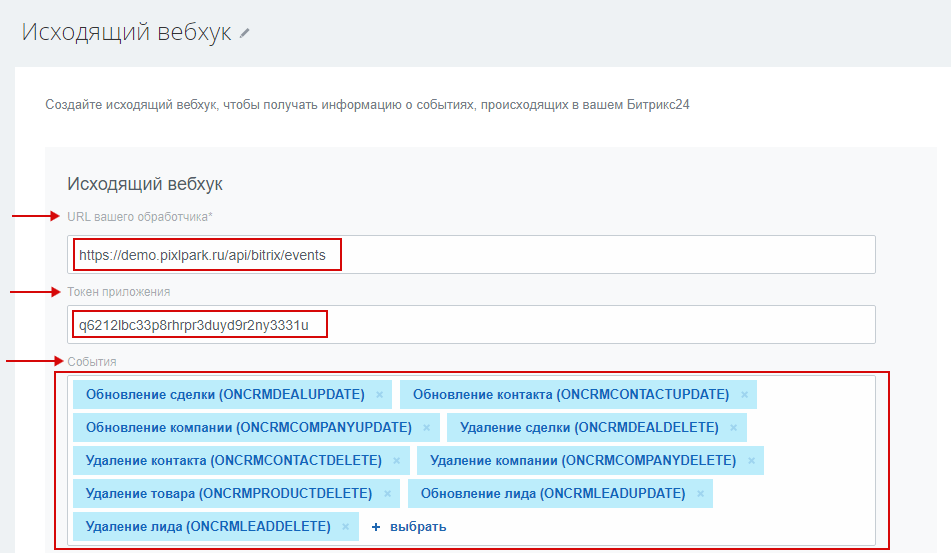 Исходящий вебхук
Создайте исходящий вебхук, чтобы получать информацию о событиях, происходящих в вашем Битрикс24
Исходящий вебхук
URL вашего обработчика*
https://demo.pixlpark.ru/api/bitrix/events
Токен приложения
q6212lbc33p8rhrpr3duyd9r2ny3331u
События
Обновление сделки (ONCRMDEALUPDATE) × Обновление контакта (ONCRMCONTACTUPDATE) ×
Обновление компании (ONCRMCOMPANYUPDATE) × Удаление сделки (ONCRMDEALDELETE) ×
Удаление контакта (ONCRMCONTACTDELETE) × Удаление компании (ONCRMCOMPANYDELETE) ×
Удаление товара (ONCRMPRODUCTDELETE) × Обновление лида (ONCRMLEADUPDATE) ×
Удаление лида (ONCRMLEADDELETE) × + выбрать